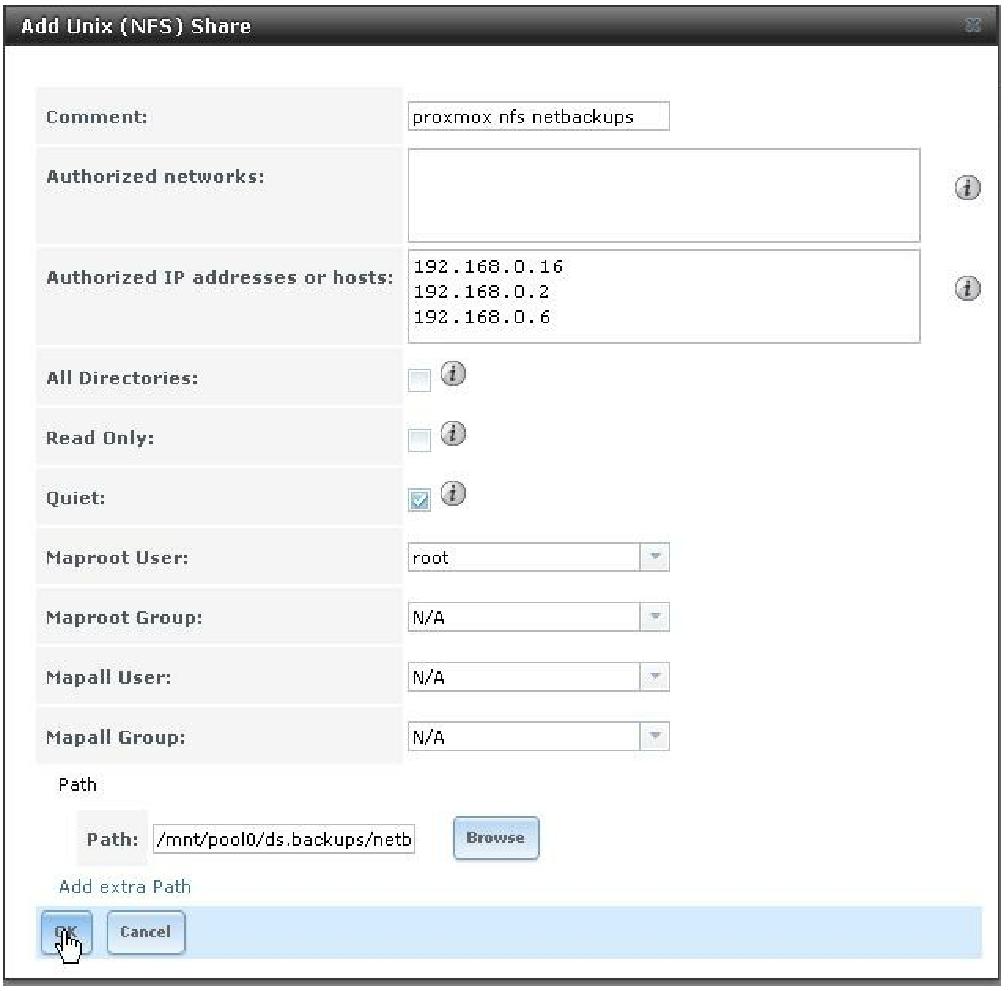 Add Unix (NFS) Share
Comment: proxmox nfs netbackups
Authorized networks:
Authorized IP addresses or hosts:
192.168.0.16
192.168.0.2
192.168.0.6
All Directories:
Read Only:
Quiet:
Maproot User: root
Maproot Group: N/A
Mapall User: N/A
Mapall Group: N/A
Path
Path: /mnt/pool0/ds.backups/netb Browse
Add extra Path
OK Cancel